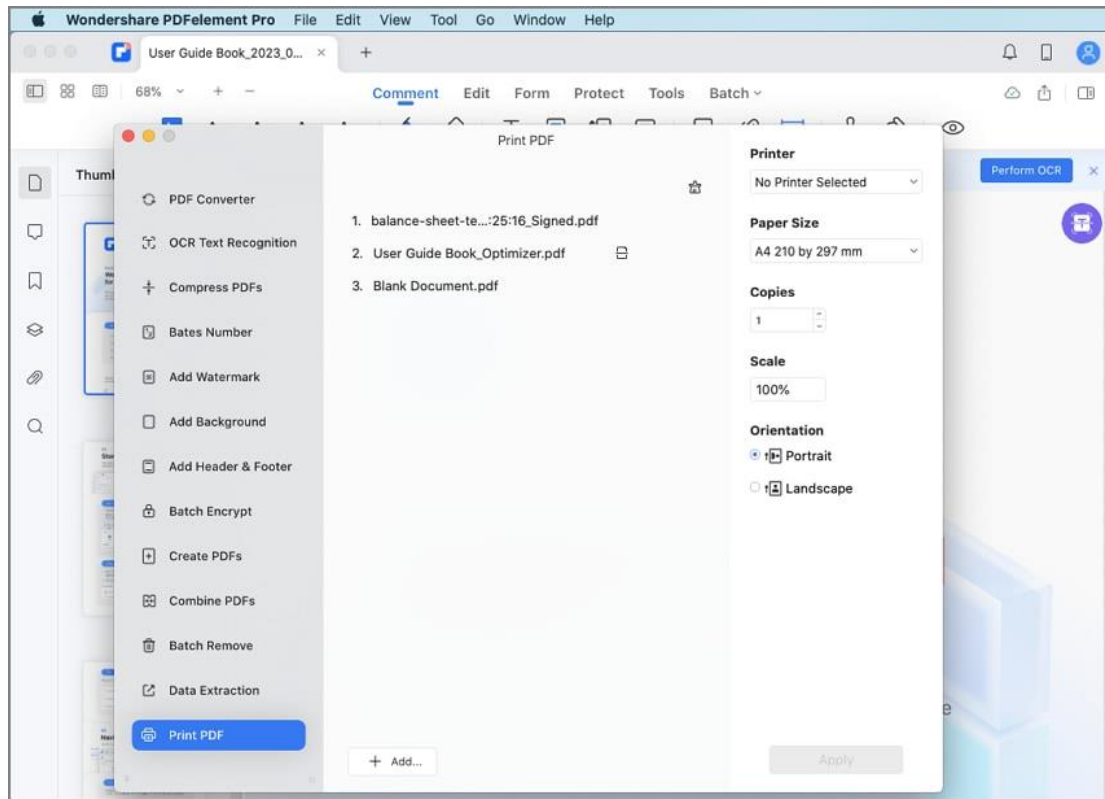 Wondershare PDFelement Pro File Edit View Tool Go Window Help
User Guide Book_2023_0... × +
68% + −
Comment Edit Form Protect Tools Batch
Print PDF
Perform OCR ×
PDF Converter
OCR Text Recognition
Compress PDFs
Bates Number
Add Watermark
Add Background
Add Header & Footer
Batch Encrypt
Create PDFs
Combine PDFs
Batch Remove
Data Extraction
Print PDF
1. balance-sheet-te...:25:16_Signed.pdf
2. User Guide Book_Optimizer.pdf
3. Blank Document.pdf
+ Add...
Printer
No Printer Selected
Paper Size
A4 210 by 297 mm
Copies
1
Scale
100%
Orientation
Portrait
Landscape
Apply